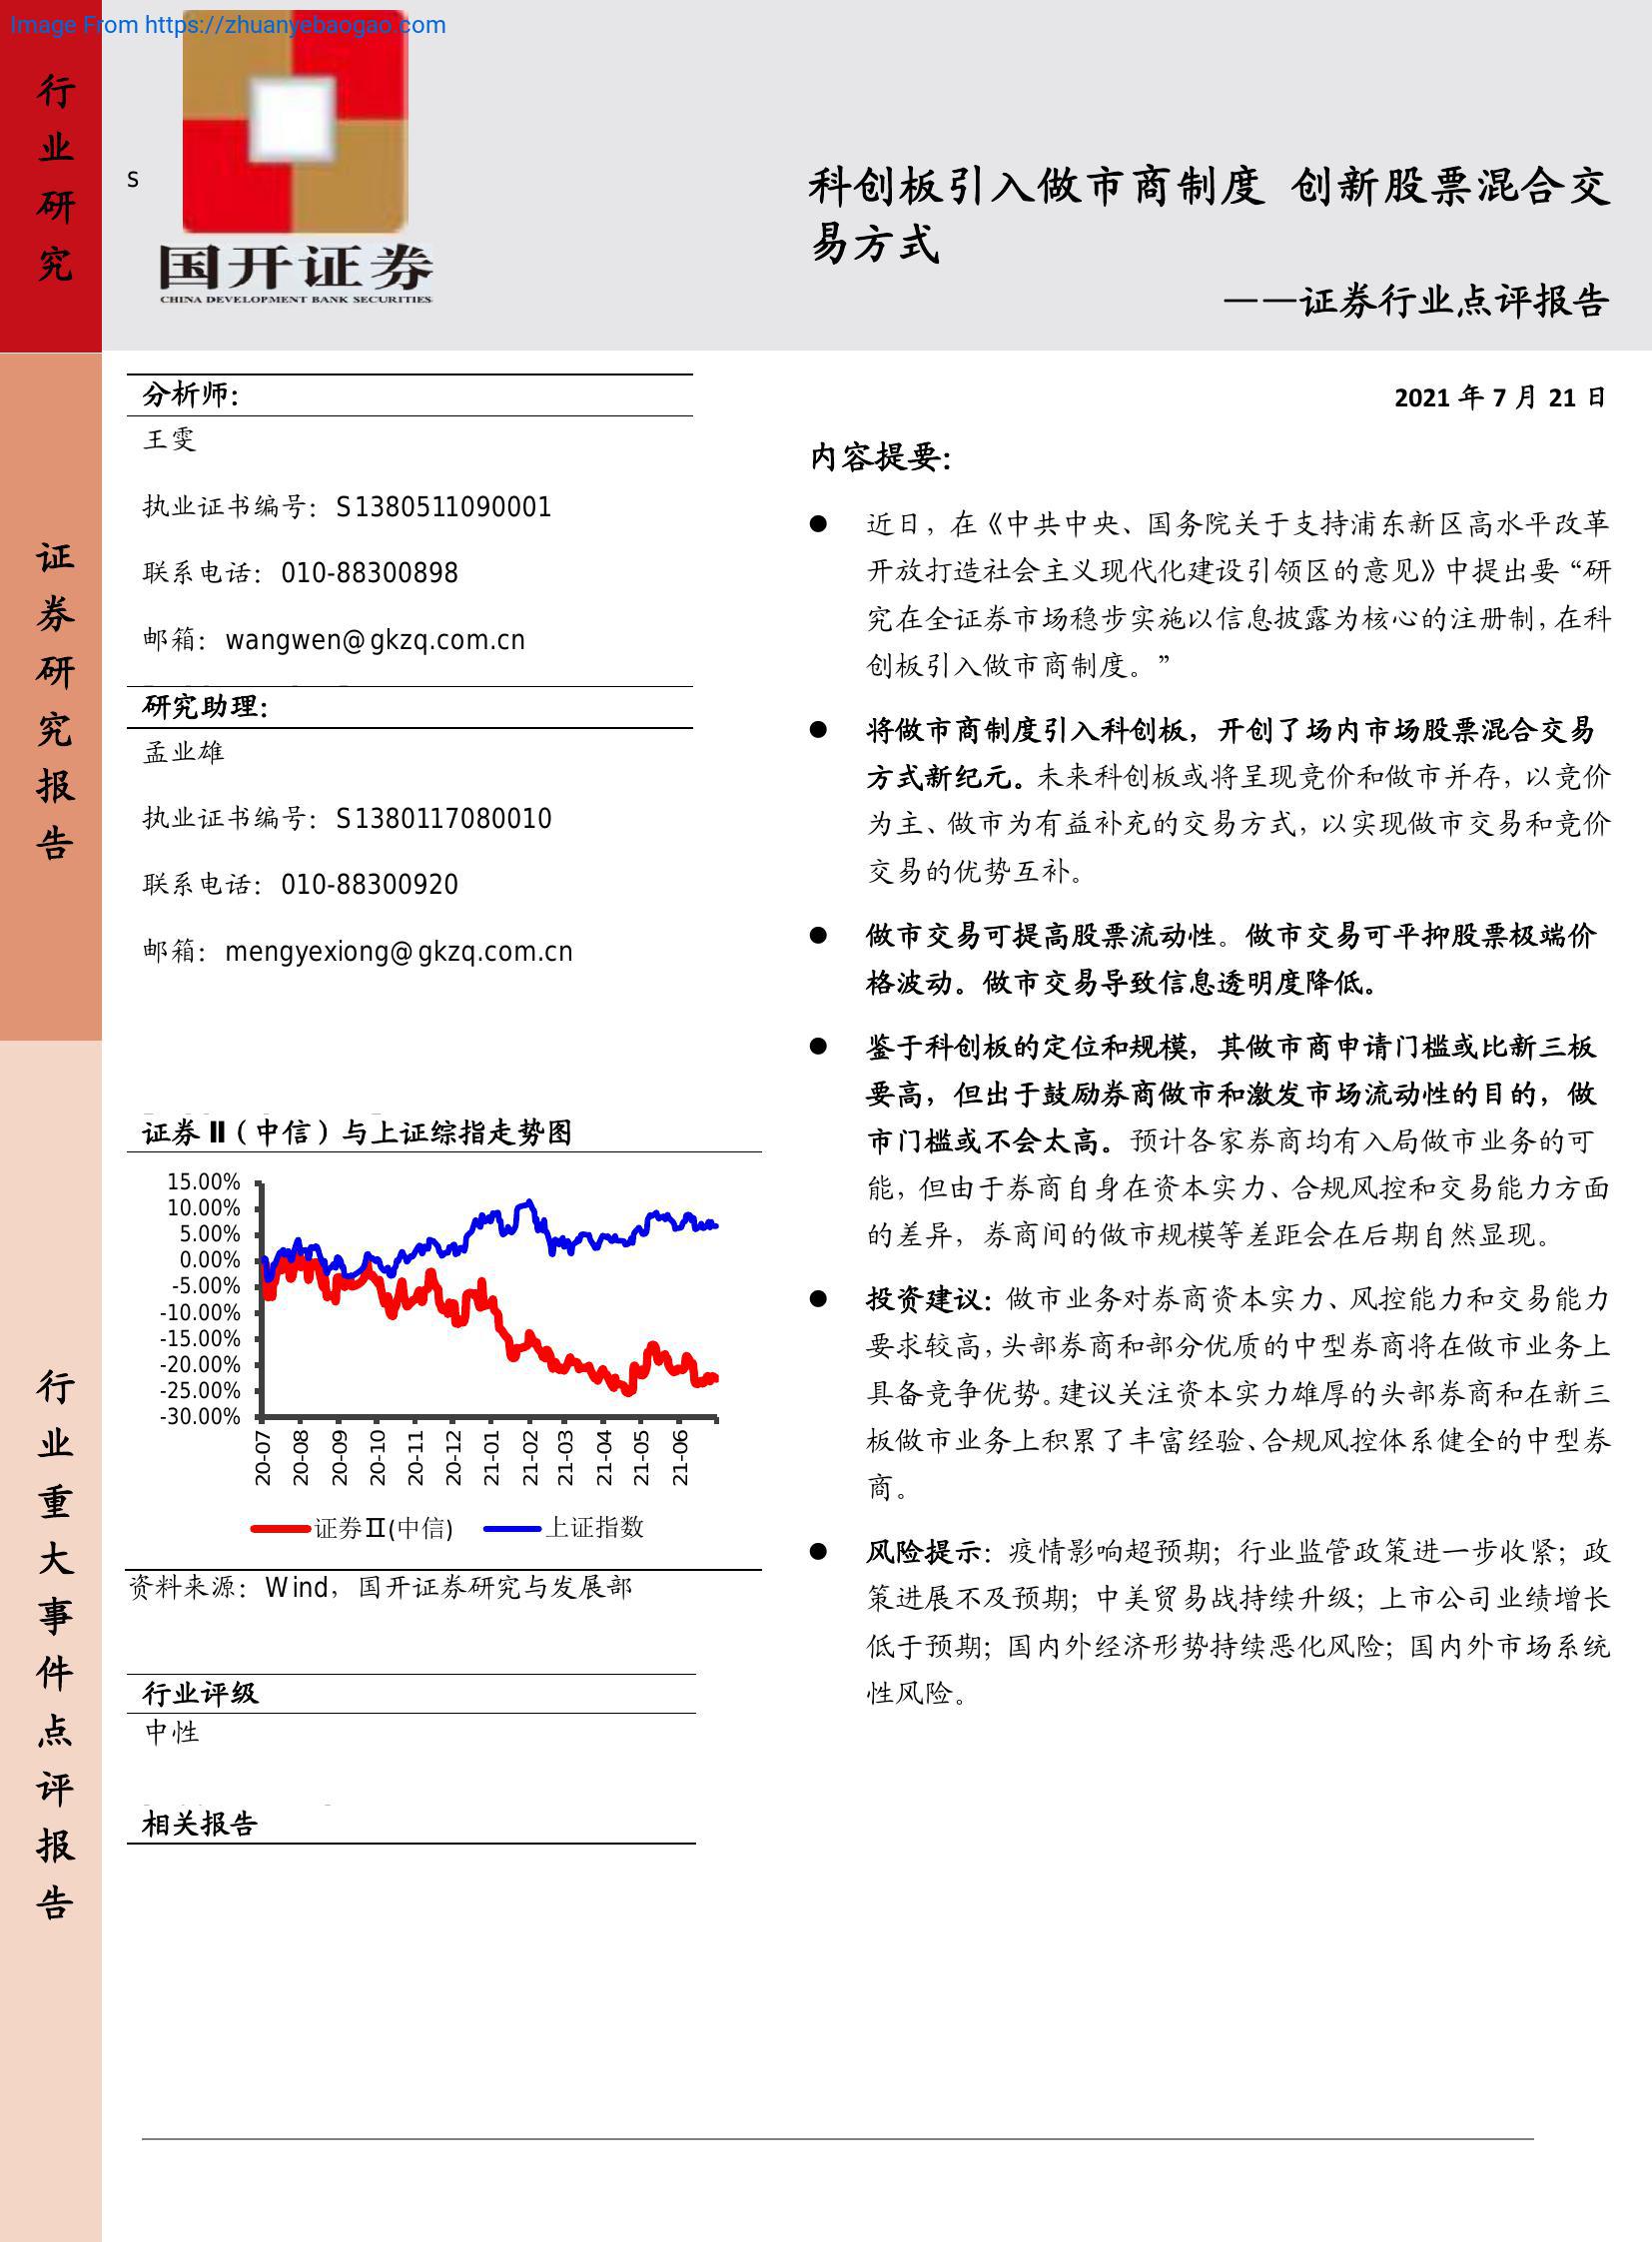 Image From https://zhuanyebaogao.com
行
业
研
究
证
券
研
究
报
告
行
业
重
大
事
件
点
评
报
告
S
国开证券
CHINA DEVELOPMENT BANK SECURITIES
科创板引入做市商制度 创新股票混合交
易方式
——证券行业点评报告
分析师：
王雯
执业证书编号：S1380511090001
联系电话：010-88300898
邮箱：wangwen@gkzq.com.cn
研究助理：
孟业雄
执业证书编号：S1380117080010
联系电话：010-88300920
邮箱：mengyexiong@gkzq.com.cn
证券Ⅱ（中信）与上证综指走势图
15.00%
10.00%
5.00%
0.00%
-5.00%
-10.00%
-15.00%
-20.00%
-25.00%
-30.00%
20-07
20-08
20-09
20-10
20-11
20-12
21-01
21-02
21-03
21-04
21-05
21-06
证券Ⅱ(中信) 上证指数
资料来源：Wind，国开证券研究与发展部
行业评级
中性
相关报告
2021 年 7 月 21 日
内容提要：
● 近日，在《中共中央、国务院关于支持浦东新区高水平改革
开放打造社会主义现代化建设引领区的意见》中提出要“研
究在全证券市场稳步实施以信息披露为核心的注册制，在科
创板引入做市商制度。”
● 将做市商制度引入科创板，开创了场内市场股票混合交易
方式新纪元。未来科创板或将呈现竞价和做市并存，以竞价
为主、做市为有益补充的交易方式，以实现做市交易和竞价
交易的优势互补。
● 做市交易可提高股票流动性。做市交易可平抑股票极端价
格波动。做市交易导致信息透明度降低。
● 鉴于科创板的定位和规模，其做市商申请门槛或比新三板
要高，但出于鼓励券商做市和激发市场流动性的目的，做
市门槛或不会太高。预计各家券商均有入局做市业务的可
能，但由于券商自身在资本实力、合规风控和交易能力方面
的差异，券商间的做市规模等差距会在后期自然显现。
● 投资建议：做市业务对券商资本实力、风控能力和交易能力
要求较高，头部券商和部分优质的中型券商将在做市业务上
具备竞争优势。建议关注资本实力雄厚的头部券商和在新三
板做市业务上积累了丰富经验、合规风控体系健全的中型券
商。
● 风险提示：疫情影响超预期；行业监管政策进一步收紧；政
策进展不及预期；中美贸易战持续升级；上市公司业绩增长
低于预期；国内外经济形势持续恶化风险；国内外市场系统
性风险。